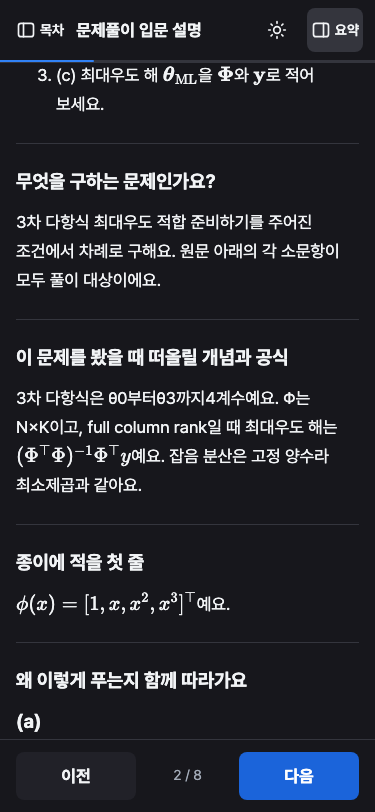 목차 문제풀이 입문 설명 요약
3. (c) 최대우도 해 θ_ML을 Φ와 y로 적어
보세요.
무엇을 구하는 문제인가요?
3차 다항식 최대우도 적합 준비하기를 주어진
조건에서 차례로 구해요. 원문 아래의 각 소문항이
모두 풀이 대상이에요.
이 문제를 봤을 때 떠올릴 개념과 공식
3차 다항식은 θ0부터θ3까지4계수예요. Φ는
N×K이고, full column rank일 때 최대우도 해는
(Φ^⊤Φ)^{−1}Φ^⊤y예요. 잡음 분산은 고정 양수라
최소제곱과 같아요.
종이에 적을 첫 줄
ϕ(x) = [1, x, x², x³]^⊤예요.
왜 이렇게 푸는지 함께 따라가요
(a)
이전 2 / 8 다음